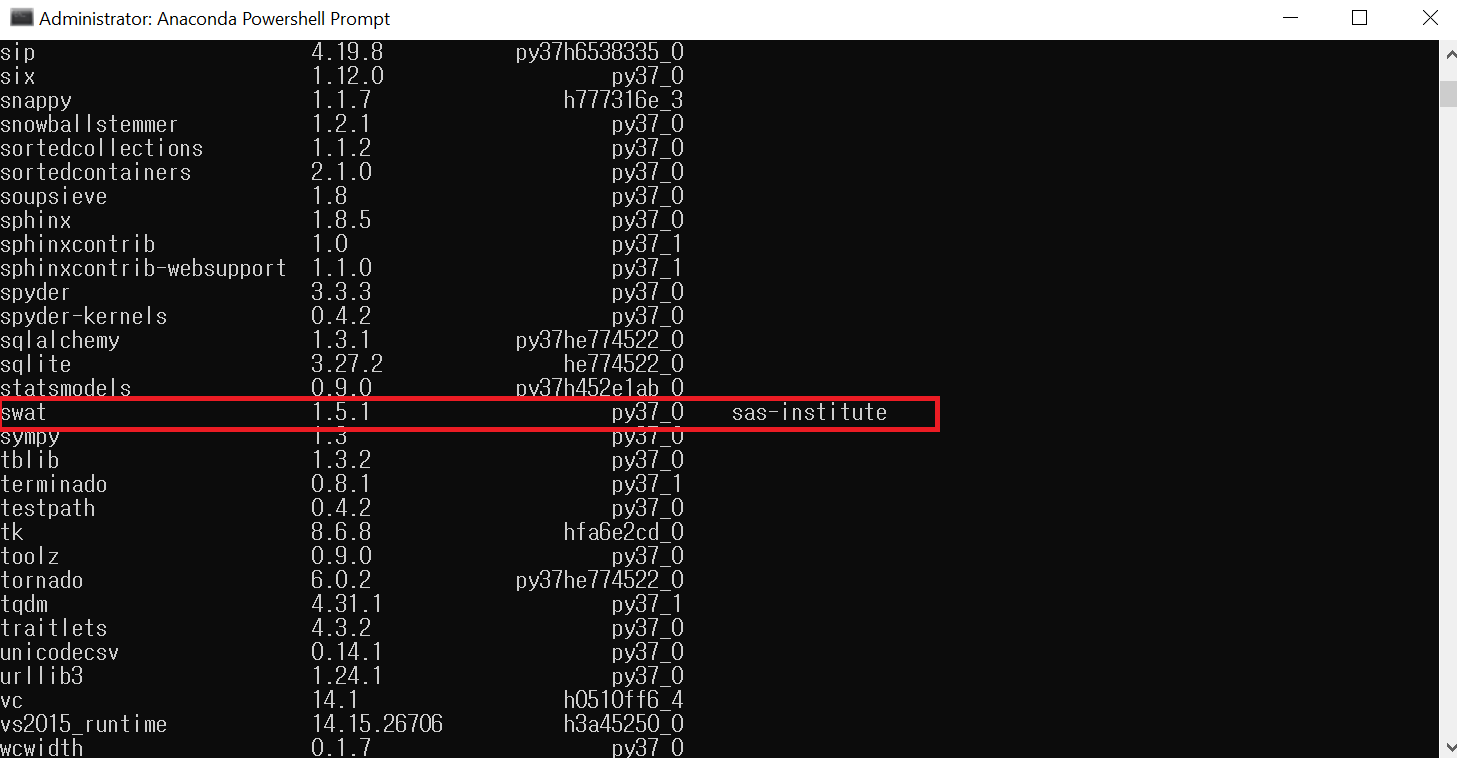 Administrator: Anaconda Powershell Prompt
sip 4.19.8 py37h6538335_0
six 1.12.0 py37_0
snappy 1.1.7 h777316e_3
snowballstemmer 1.2.1 py37_0
sortedcollections 1.1.2 py37_0
sortedcontainers 2.1.0 py37_0
soupsieve 1.8 py37_0
sphinx 1.8.5 py37_0
sphinxcontrib 1.0 py37_1
sphinxcontrib-websupport 1.1.0 py37_1
spyder 3.3.3 py37_0
spyder-kernels 0.4.2 py37_0
sqlalchemy 1.3.1 py37he774522_0
sqlite 3.27.2 he774522_0
statsmodels 0.9.0 py37h452e1ab_0
swat 1.5.1 py37_0 sas-institute
sympy 1.3 py37_0
tblib 1.3.2 py37_0
terminado 0.8.1 py37_1
testpath 0.4.2 py37_0
tk 8.6.8 hfa6e2cd_0
toolz 0.9.0 py37_0
tornado 6.0.2 py37he774522_0
tqdm 4.31.1 py37_1
traitlets 4.3.2 py37_0
unicodecsv 0.14.1 py37_0
urllib3 1.24.1 py37_0
vc 14.1 h0510ff6_4
vs2015_runtime 14.15.26706 h3a45250_0
wcwidth 0.1.7 py37_0